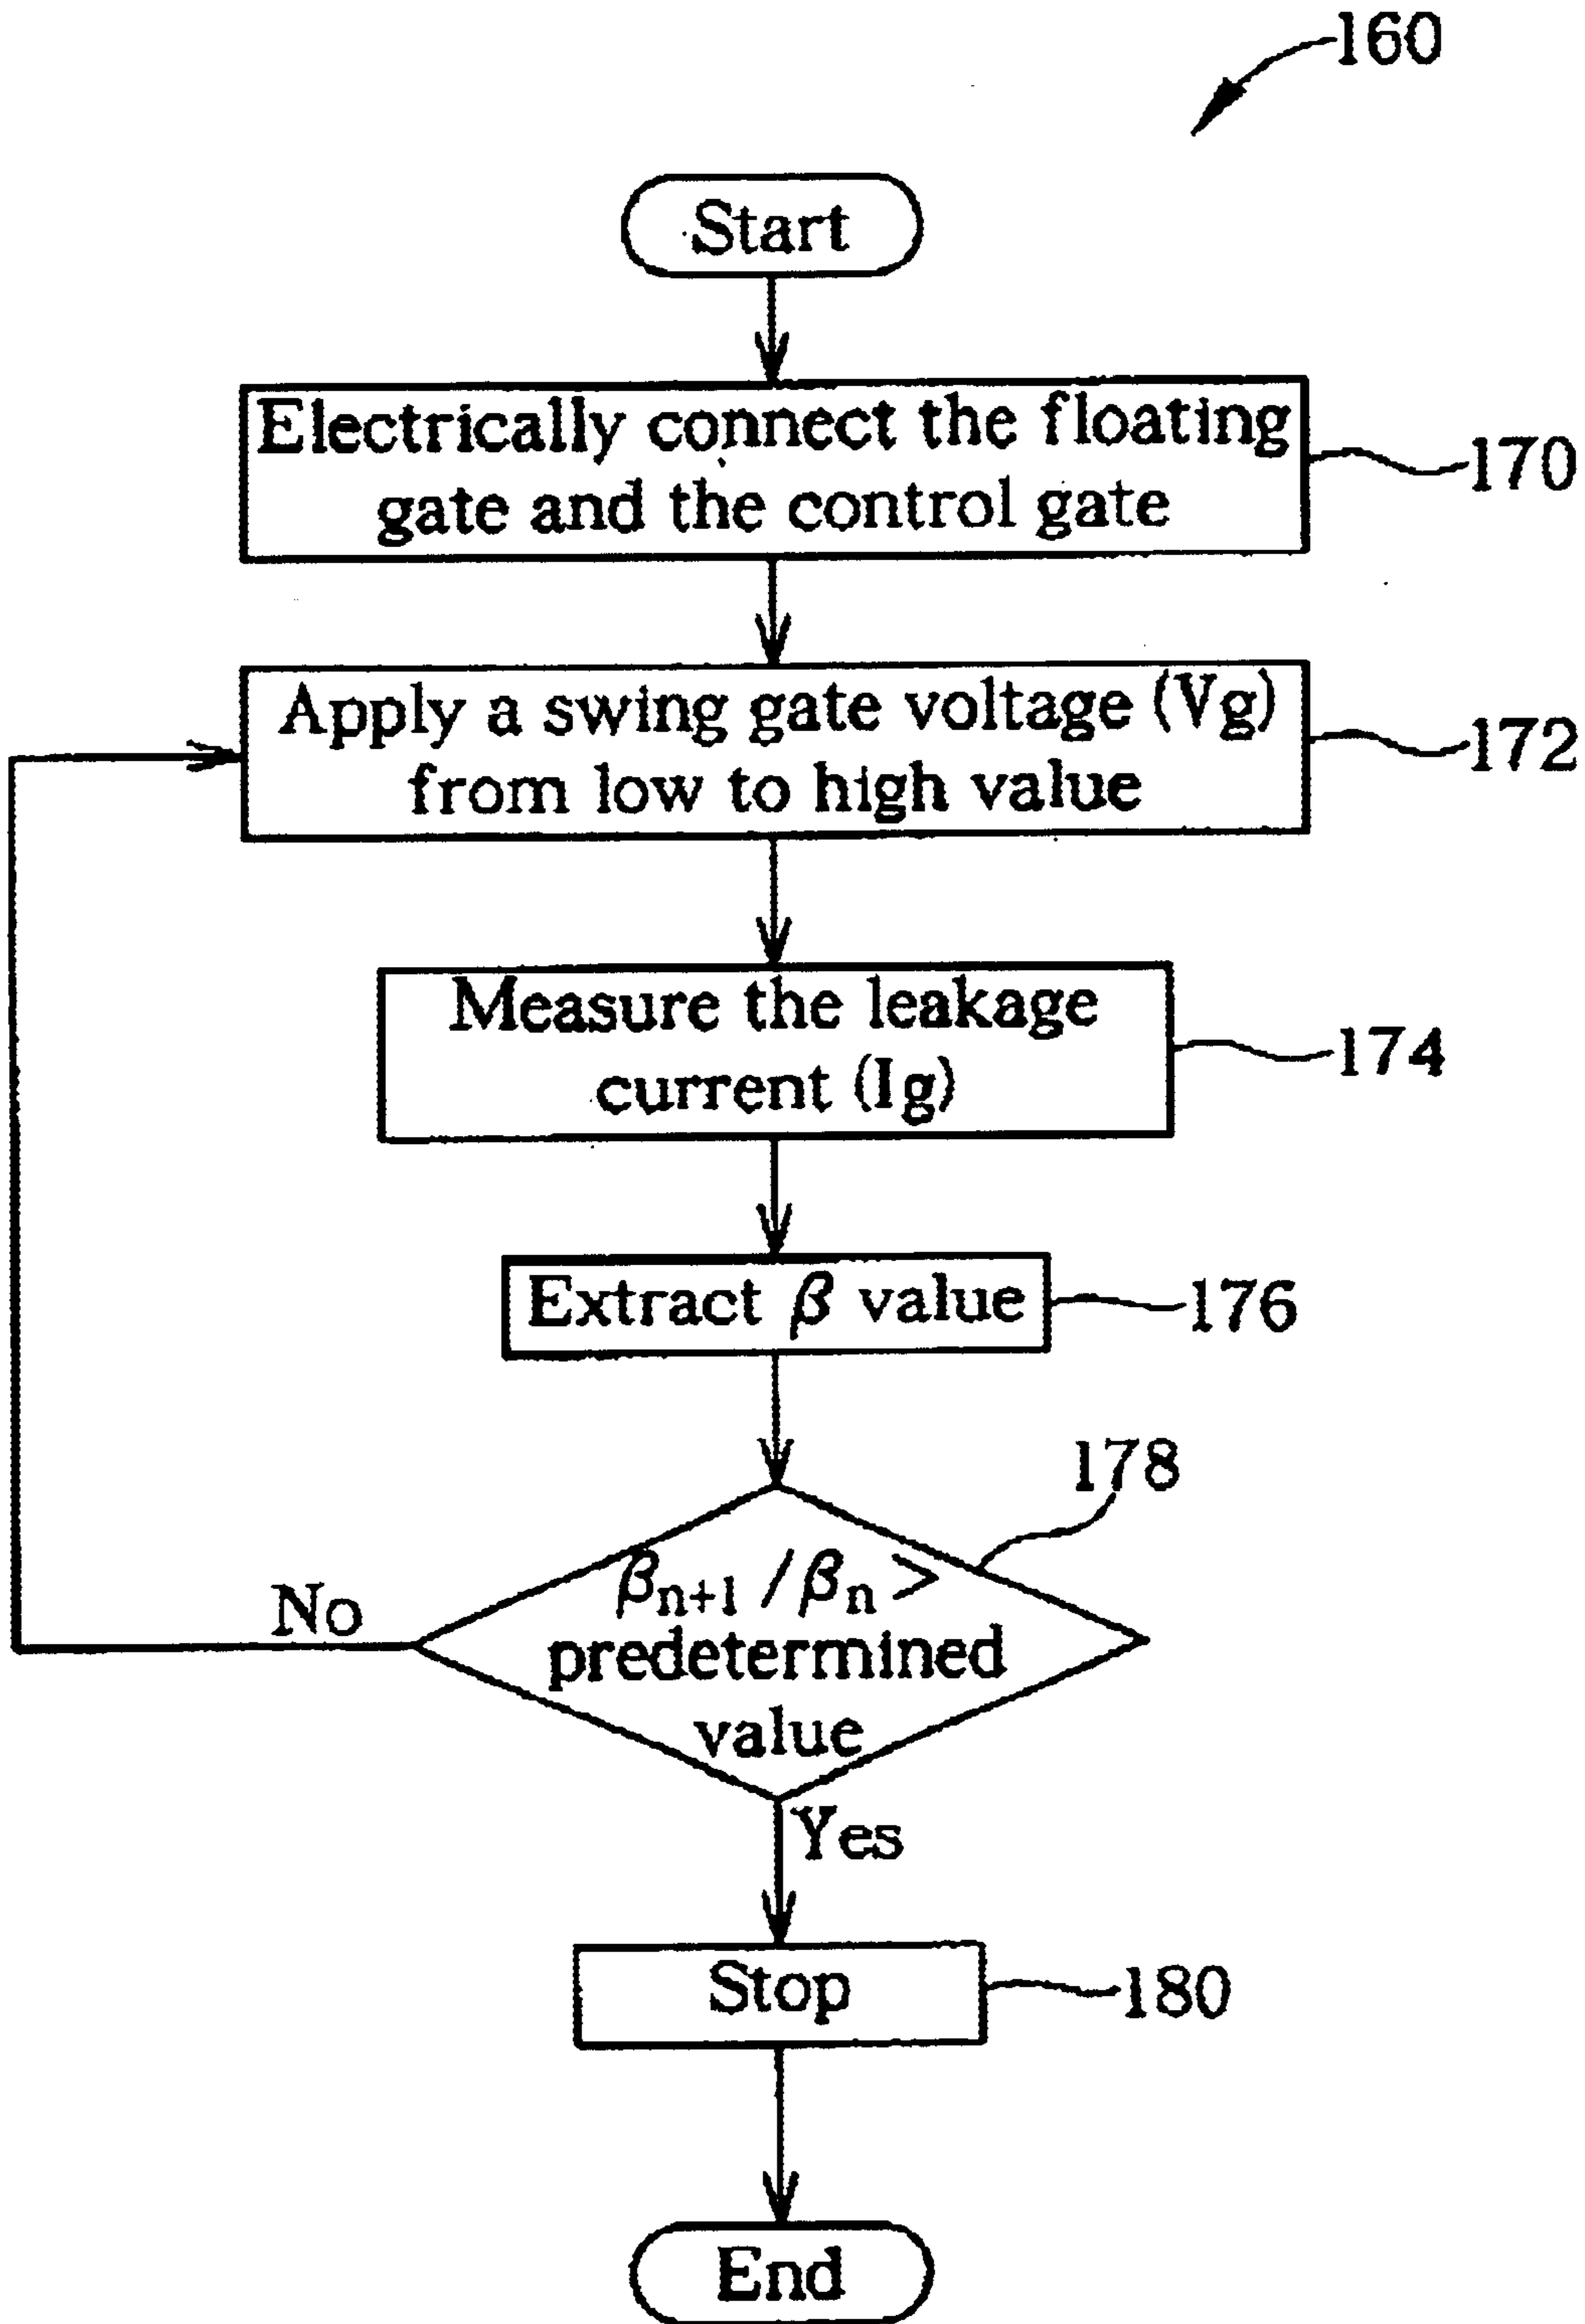 160
Start
Electrically connect the floating
gate and the control gate
170
Apply a swing gate voltage (Vg)
from low to high value
172
Measure the leakage
current (Ig)
174
Extract β value
176
178
βn+1 / βn >
predetermined
value
No
Yes
Stop
180
End